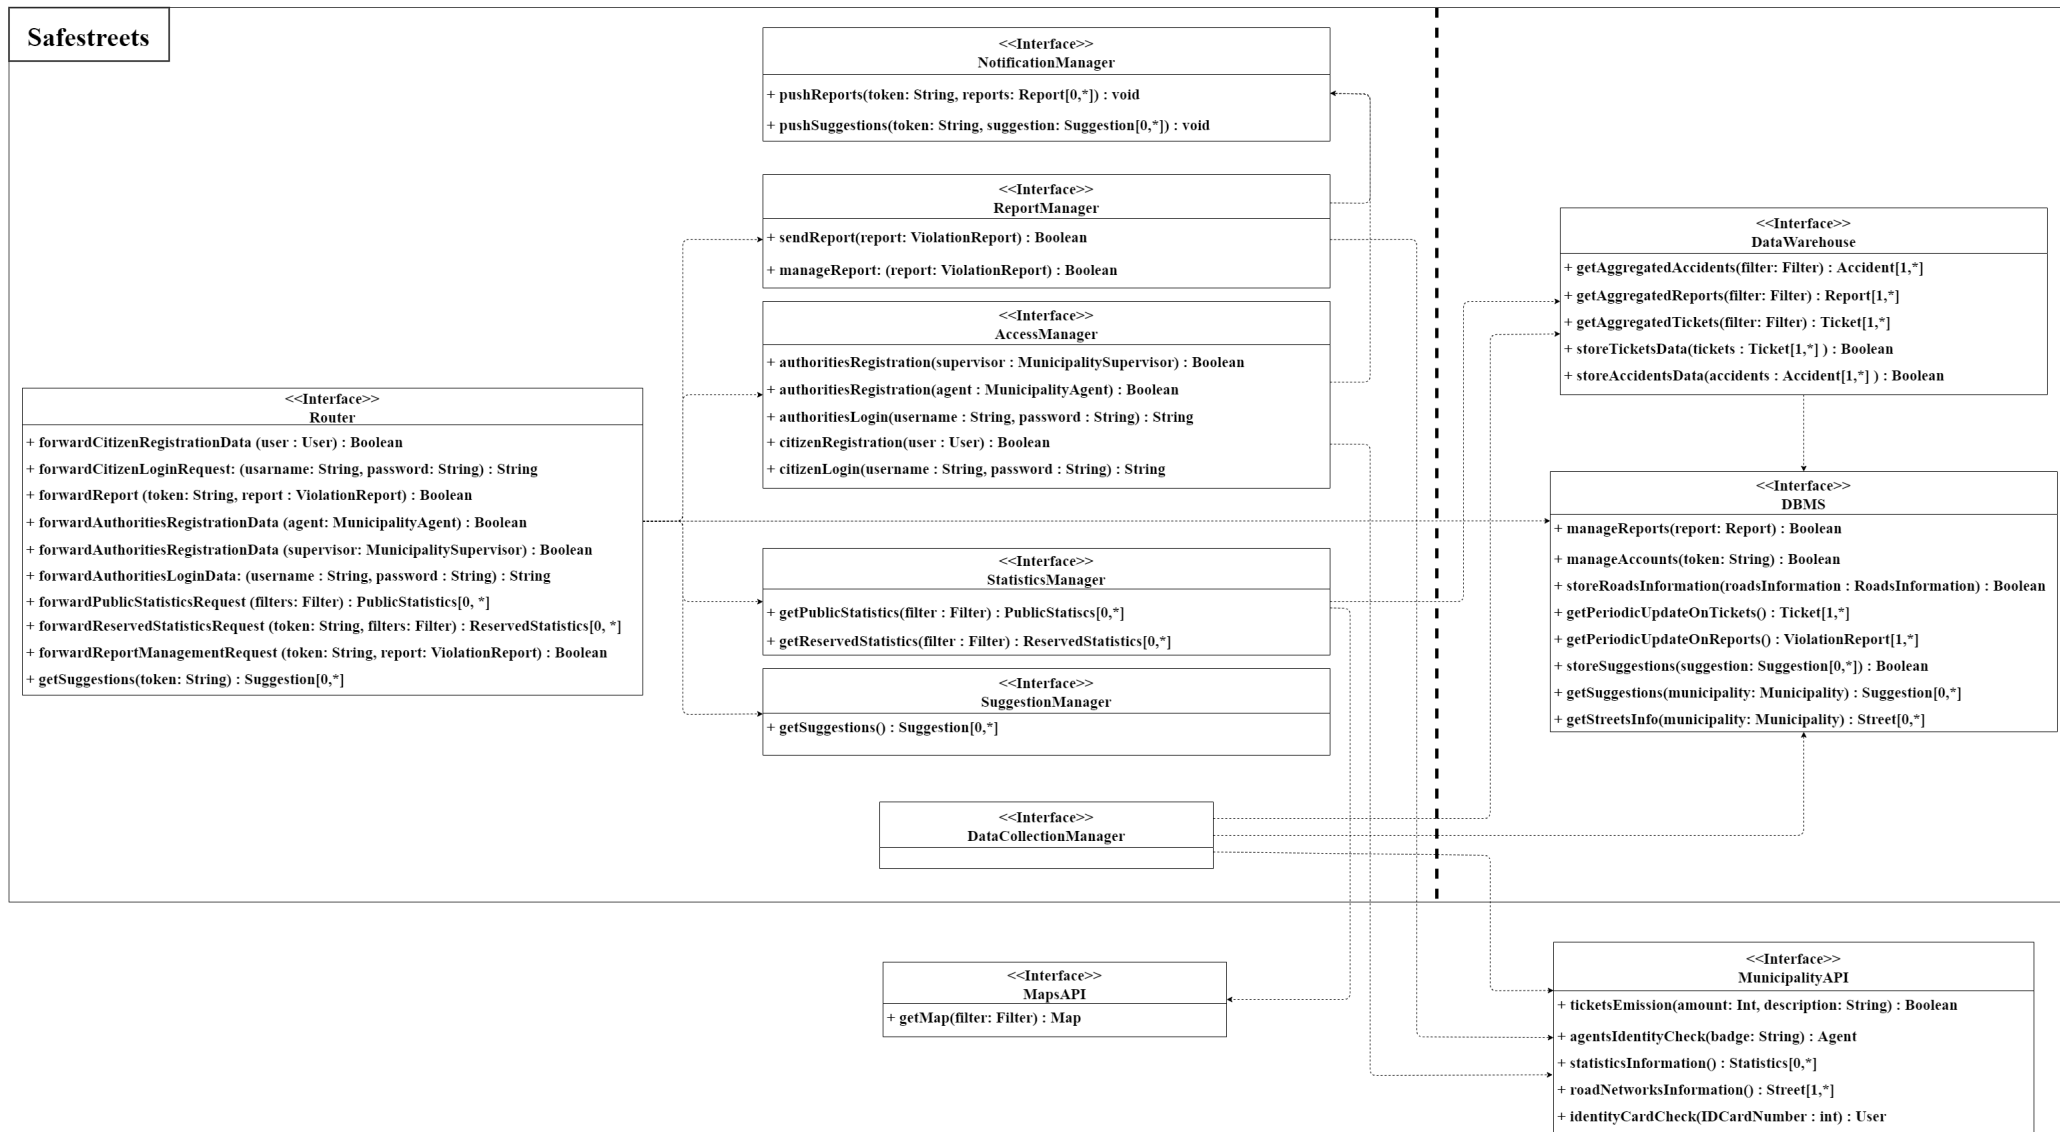 Safestreets
<<Interface>>
NotificationManager
+ pushReports(token: String, reports: Report[0,*]) : void
+ pushSuggestions(token: String, suggestion: Suggestion[0,*]) : void
<<Interface>>
ReportManager
+ sendReport(report: ViolationReport) : Boolean
+ manageReport: (report: ViolationReport) : Boolean
<<Interface>>
AccessManager
+ authoritiesRegistration(supervisor : MunicipalitySupervisor) : Boolean
+ authoritiesRegistration(agent : MunicipalityAgent) : Boolean
+ authoritiesLogin(username : String, password : String) : String
+ citizenRegistration(user : User) : Boolean
+ citizenLogin(username : String, password : String) : String
<<Interface>>
Router
+ forwardCitizenRegistrationData (user : User) : Boolean
+ forwardCitizenLoginRequest: (usarname: String, password: String) : String
+ forwardReport (token: String, report : ViolationReport) : Boolean
+ forwardAuthoritiesRegistrationData (agent: MunicipalityAgent) : Boolean
+ forwardAuthoritiesRegistrationData (supervisor: MunicipalitySupervisor) : Boolean
+ forwardAuthoritiesLoginData: (username : String, password : String) : String
+ forwardPublicStatisticsRequest (filters: Filter) : PublicStatistics[0, *]
+ forwardReservedStatisticsRequest (token: String, filters: Filter) : ReservedStatistics[0, *]
+ forwardReportManagementRequest (token: String, report: ViolationReport) : Boolean
+ getSuggestions(token: String) : Suggestion[0,*]
<<Interface>>
StatisticsManager
+ getPublicStatistics(filter : Filter) : PublicStatiscs[0,*]
+ getReservedStatistics(filter : Filter) : ReservedStatistics[0,*]
<<Interface>>
SuggestionManager
+ getSuggestions() : Suggestion[0,*]
<<Interface>>
DataCollectionManager
<<Interface>>
DataWarehouse
+ getAggregatedAccidents(filter: Filter) : Accident[1,*]
+ getAggregatedReports(filter: Filter) : Report[1,*]
+ getAggregatedTickets(filter: Filter) : Ticket[1,*]
+ storeTicketsData(tickets : Ticket[1,*] ) : Boolean
+ storeAccidentsData(accidents : Accident[1,*] ) : Boolean
<<Interface>>
DBMS
+ manageReports(report: Report) : Boolean
+ manageAccounts(token: String) : Boolean
+ storeRoadsInformation(roadsInformation : RoadsInformation) : Boolean
+ getPeriodicUpdateOnTickets() : Ticket[1,*]
+ getPeriodicUpdateOnReports() : ViolationReport[1,*]
+ storeSuggestions(suggestion: Suggestion[0,*]) : Boolean
+ getSuggestions(municipality: Municipality) : Suggestion[0,*]
+ getStreetsInfo(municipality: Municipality) : Street[0,*]
<<Interface>>
MapsAPI
+ getMap(filter: Filter) : Map
<<Interface>>
MunicipalityAPI
+ ticketsEmission(amount: Int, description: String) : Boolean
+ agentsIdentityCheck(badge: String) : Agent
+ statisticsInformation() : Statistics[0,*]
+ roadNetworksInformation() : Street[1,*]
+ identityCardCheck(IDCardNumber : int) : User